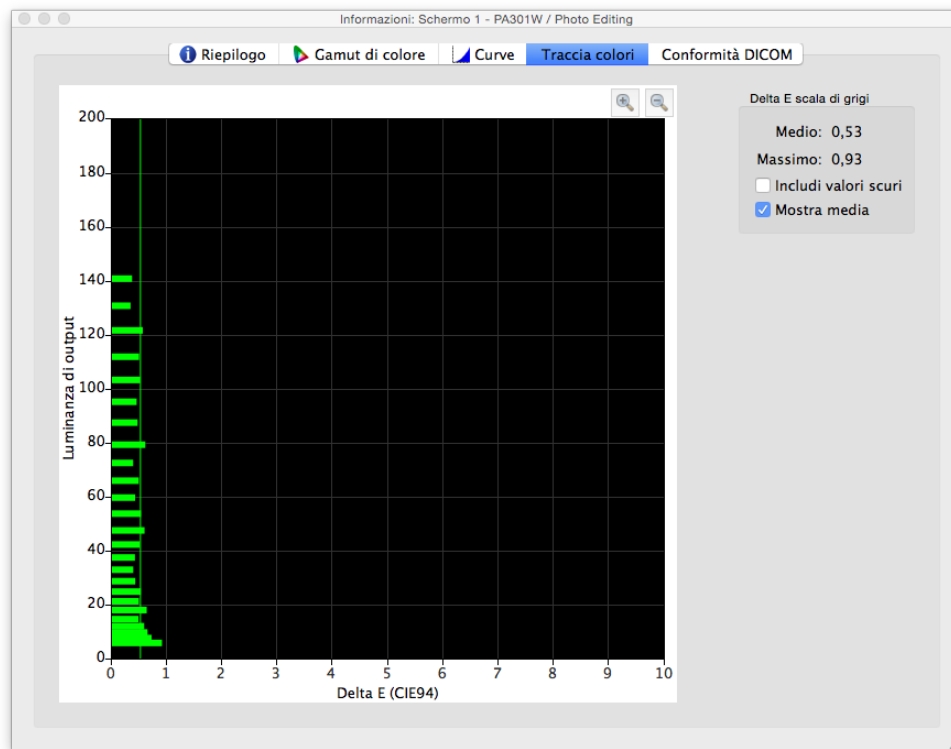 Informazioni: Schermo 1 - PA301W / Photo Editing
Riepilogo Gamut di colore Curve Traccia colori Conformità DICOM
Delta E scala di grigi
Medio: 0,53
Massimo: 0,93
Includi valori scuri
Mostra media
Luminanza di output
200
180
160
140
120
100
80
60
40
20
0
0 1 2 3 4 5 6 7 8 9 10
Delta E (CIE94)